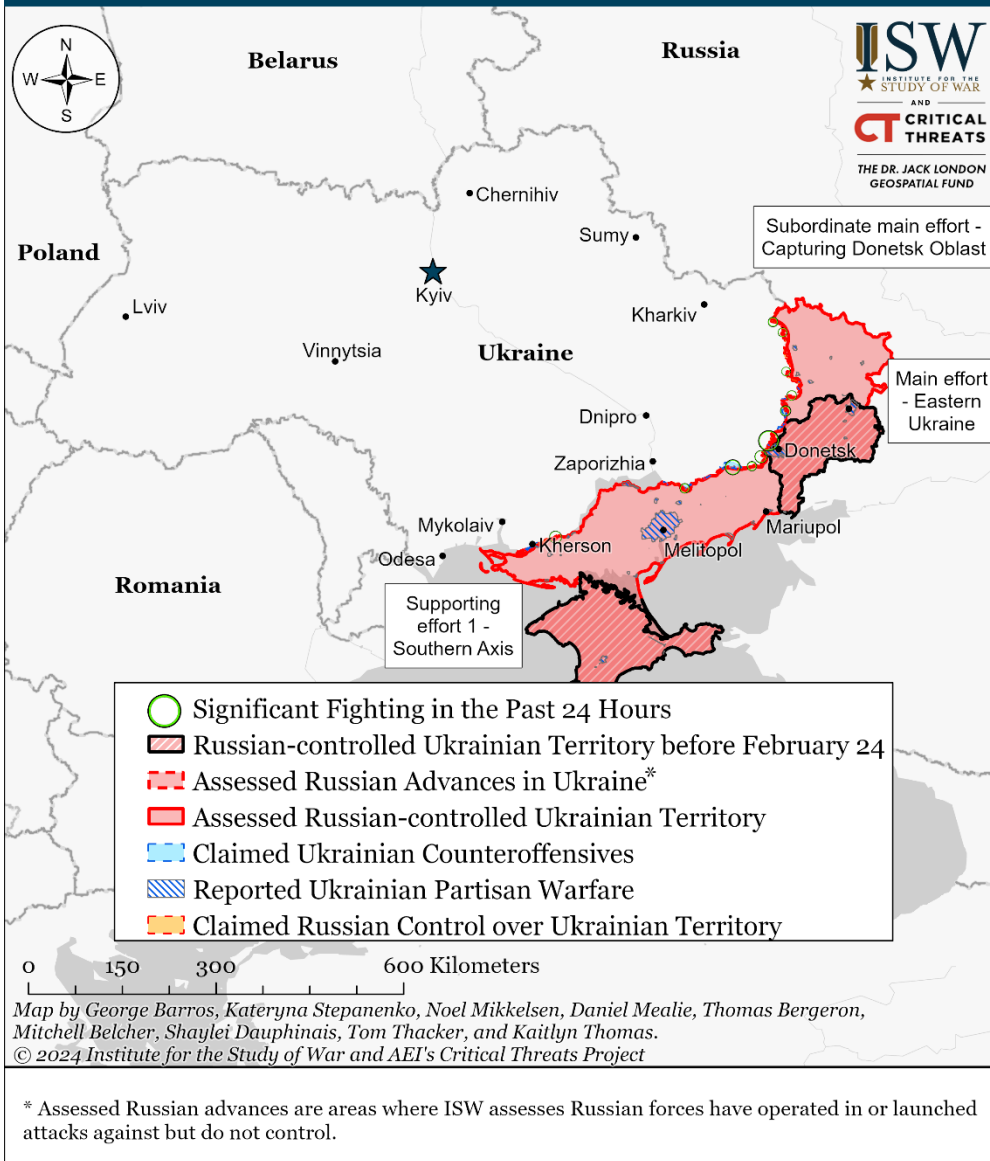 N
W
E
S
Belarus
Russia
ISW
INSTITUTE FOR THE
STUDY OF WAR
AND
CT CRITICAL
THREATS
THE DR. JACK LONDON
GEOSPATIAL FUND
Chernihiv
Sumy
Subordinate main effort -
Capturing Donetsk Oblast
Poland
Kyiv
Lviv
Kharkiv
Vinnytsia
Ukraine
Main effort
- Eastern
Ukraine
Dnipro
Donetsk
Zaporizhia
Mykolaiv
Mariupol
Kherson
Melitopol
Odesa
Romania
Supporting
effort 1 -
Southern Axis
Significant Fighting in the Past 24 Hours
Russian-controlled Ukrainian Territory before February 24
Assessed Russian Advances in Ukraine*
Assessed Russian-controlled Ukrainian Territory
Claimed Ukrainian Counteroffensives
Reported Ukrainian Partisan Warfare
Claimed Russian Control over Ukrainian Territory
0 150 300 600 Kilometers
Map by George Barros, Kateryna Stepanenko, Noel Mikkelsen, Daniel Mealie, Thomas Bergeron,
Mitchell Belcher, Shaylei Dauphinais, Tom Thacker, and Kaitlyn Thomas.
© 2024 Institute for the Study of War and AEI's Critical Threats Project
* Assessed Russian advances are areas where ISW assesses Russian forces have operated in or launched
attacks against but do not control.